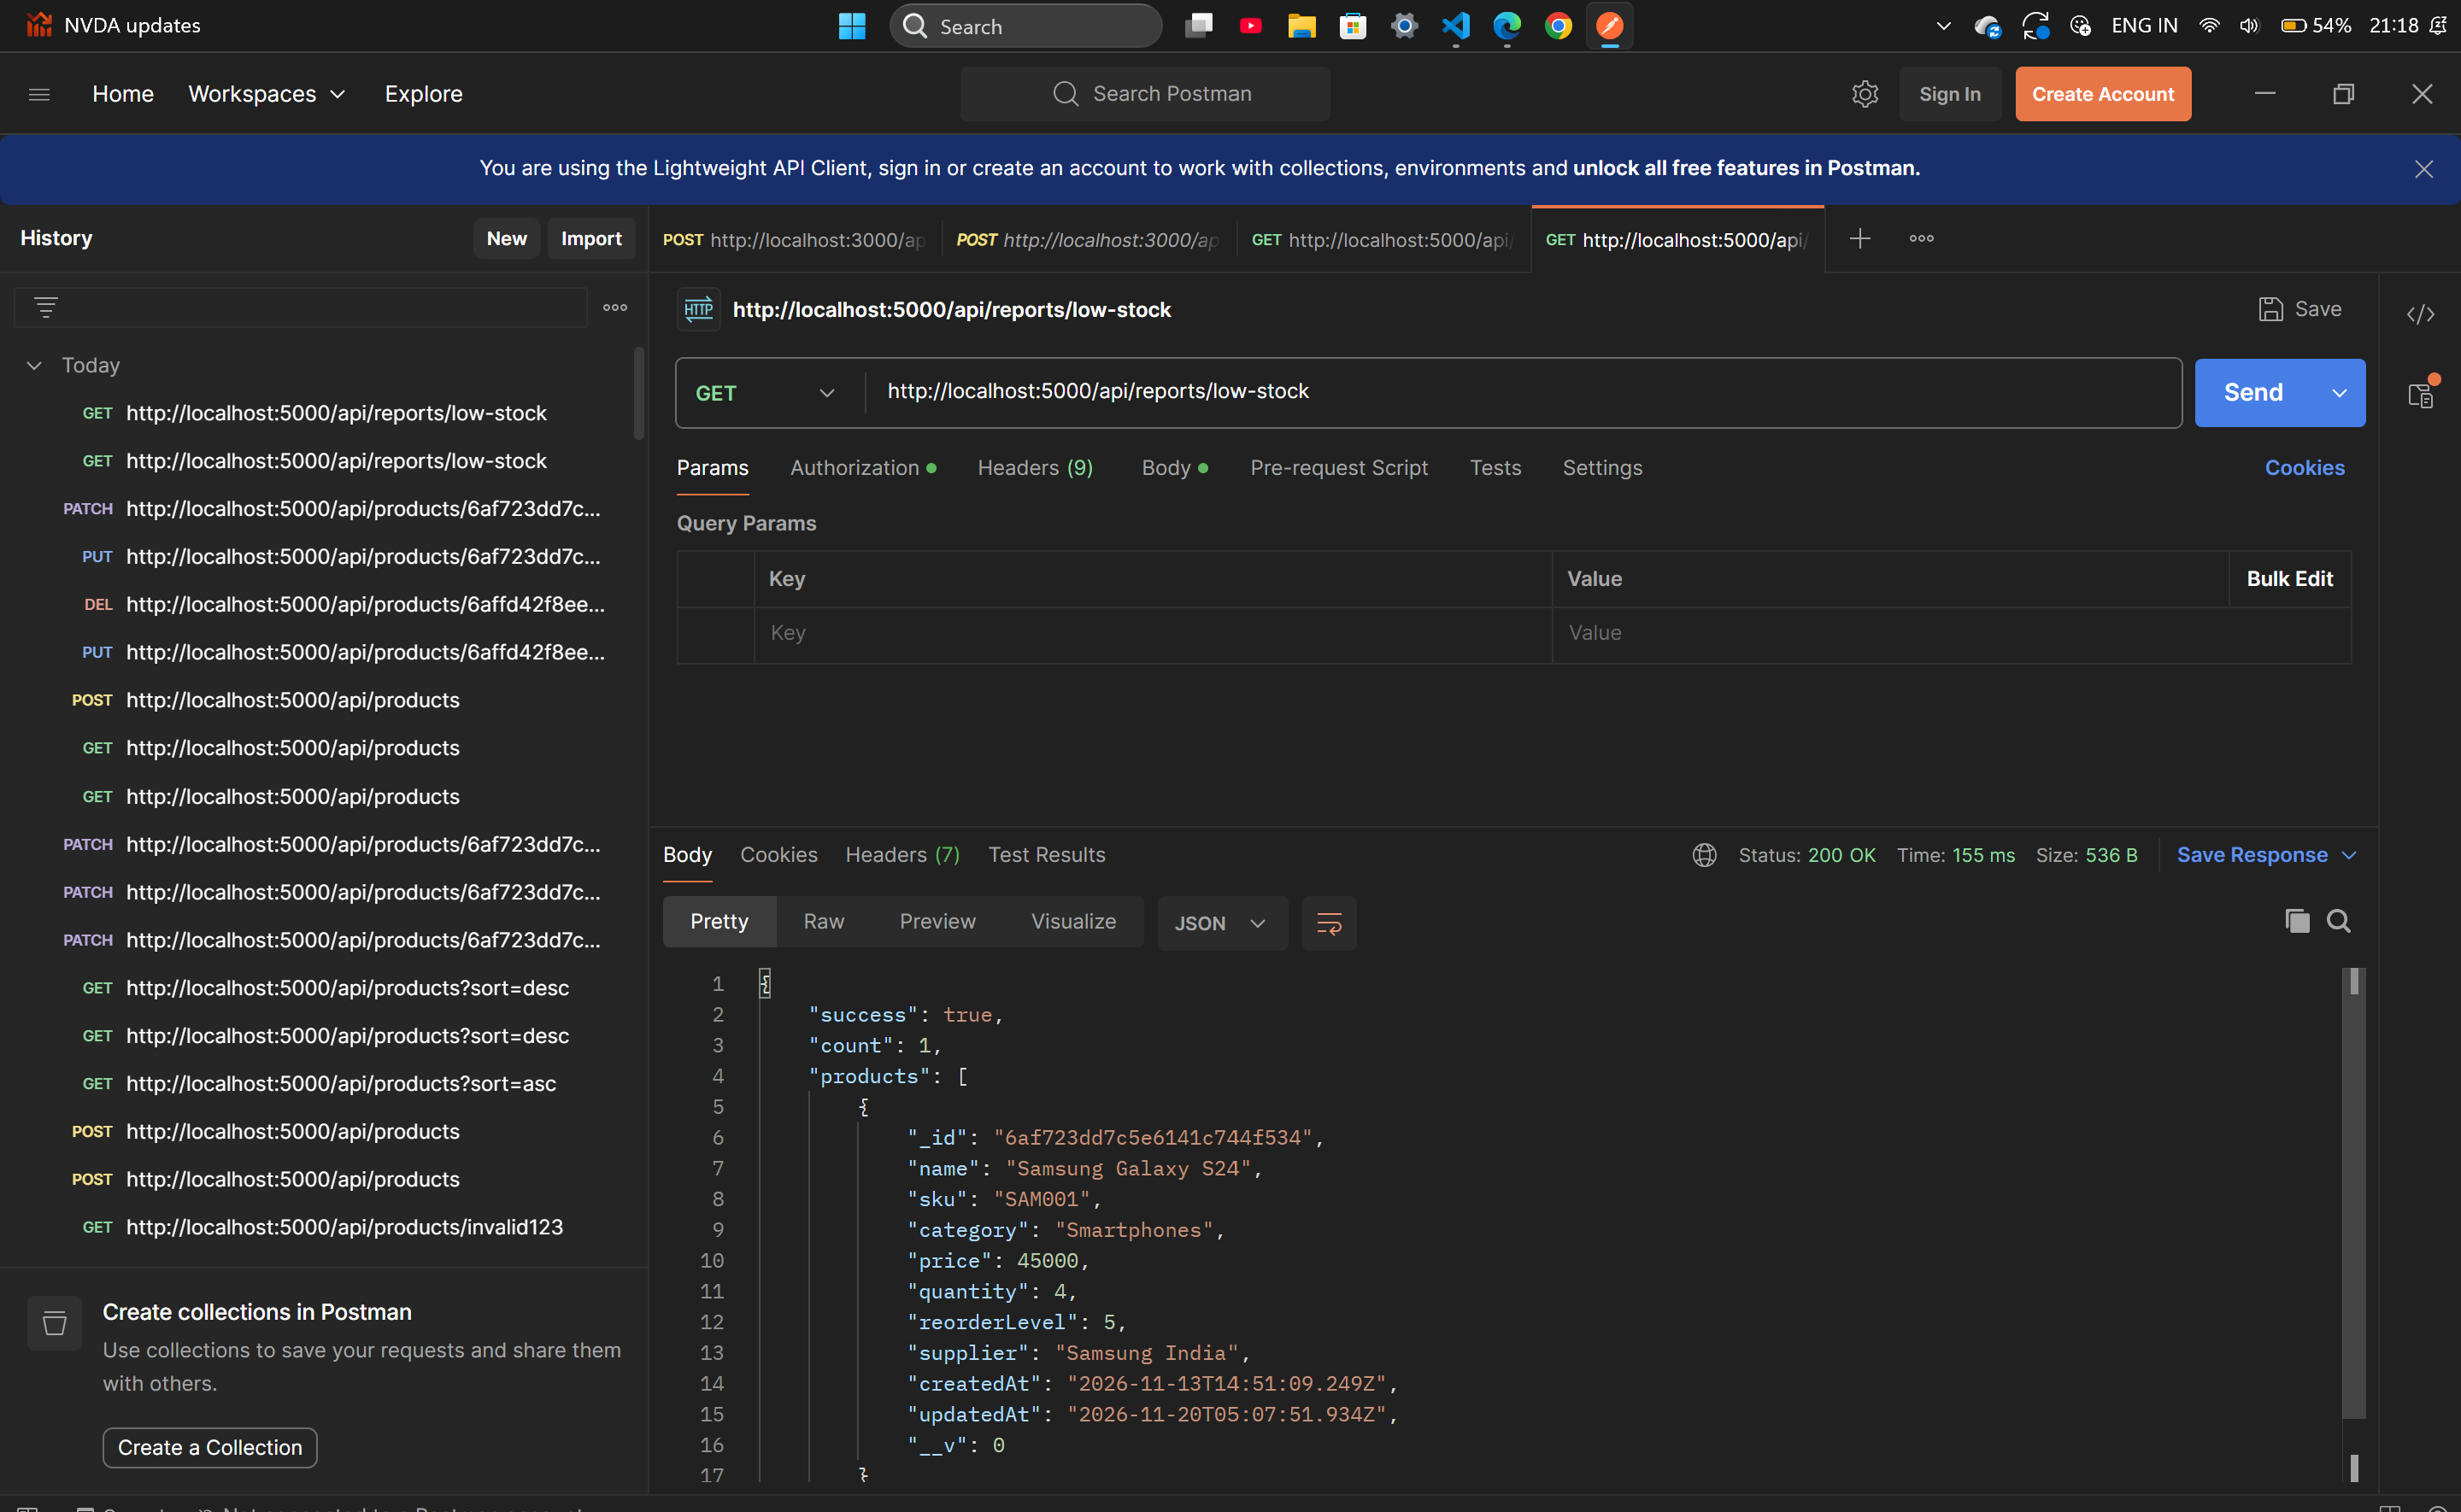 NVDA updates
Search
ENG IN
54%
21:18
Home
Workspaces
Explore
Search Postman
Sign In
Create Account
You are using the Lightweight API Client, sign in or create an account to work with collections, environments and unlock all free features in Postman.
History
New
Import
POST http://localhost:3000/ap
POST http://localhost:3000/ap
GET http://localhost:5000/api/
GET http://localhost:5000/api/
HTTP
http://localhost:5000/api/reports/low-stock
Save
GET
http://localhost:5000/api/reports/low-stock
Send
Today
GET http://localhost:5000/api/reports/low-stock
GET http://localhost:5000/api/reports/low-stock
PATCH http://localhost:5000/api/products/6af723dd7c...
PUT http://localhost:5000/api/products/6af723dd7c...
DEL http://localhost:5000/api/products/6affd42f8ee...
PUT http://localhost:5000/api/products/6affd42f8ee...
POST http://localhost:5000/api/products
GET http://localhost:5000/api/products
GET http://localhost:5000/api/products
PATCH http://localhost:5000/api/products/6af723dd7c...
PATCH http://localhost:5000/api/products/6af723dd7c...
PATCH http://localhost:5000/api/products/6af723dd7c...
GET http://localhost:5000/api/products?sort=desc
GET http://localhost:5000/api/products?sort=desc
GET http://localhost:5000/api/products?sort=asc
POST http://localhost:5000/api/products
POST http://localhost:5000/api/products
GET http://localhost:5000/api/products/invalid123
Create collections in Postman
Use collections to save your requests and share them
with others.
Create a Collection
Params
Authorization
Headers (9)
Body
Pre-request Script
Tests
Settings
Cookies
Query Params
Key
Value
Bulk Edit
Key
Value
Body
Cookies
Headers (7)
Test Results
Status: 200 OK
Time: 155 ms
Size: 536 B
Save Response
Pretty
Raw
Preview
Visualize
JSON
1 {
2 "success": true,
3 "count": 1,
4 "products": [
5 {
6 "_id": "6af723dd7c5e6141c744f534",
7 "name": "Samsung Galaxy S24",
8 "sku": "SAM001",
9 "category": "Smartphones",
10 "price": 45000,
11 "quantity": 4,
12 "reorderLevel": 5,
13 "supplier": "Samsung India",
14 "createdAt": "2026-11-13T14:51:09.249Z",
15 "updatedAt": "2026-11-20T05:07:51.934Z",
16 "__v": 0
17 }